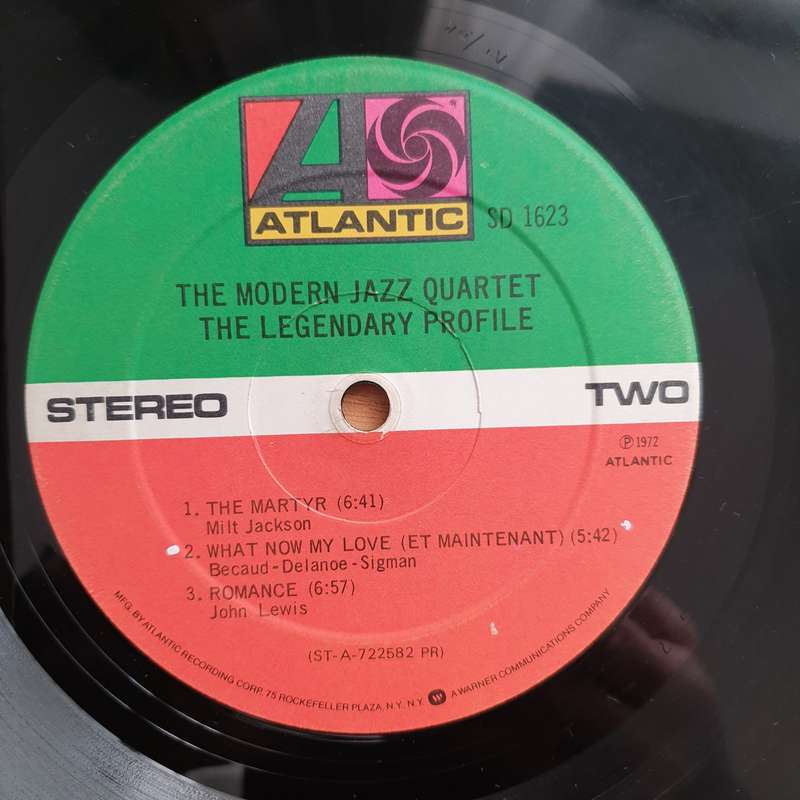 ATLANTIC
SD 1623
THE MODERN JAZZ QUARTET
THE LEGENDARY PROFILE
STEREO
TWO
Ⓟ 1972
ATLANTIC
1. THE MARTYR (6:41)
Milt Jackson
2. WHAT NOW MY LOVE (ET MAINTENANT) (5:42)
Becaud-Delanoe-Sigman
3. ROMANCE (6:57)
John Lewis
(ST-A-722582 PR)
MFG. BY ATLANTIC RECORDING CORP. 75 ROCKEFELLER PLAZA, N.Y. N.Y. A WARNER COMMUNICATIONS COMPANY